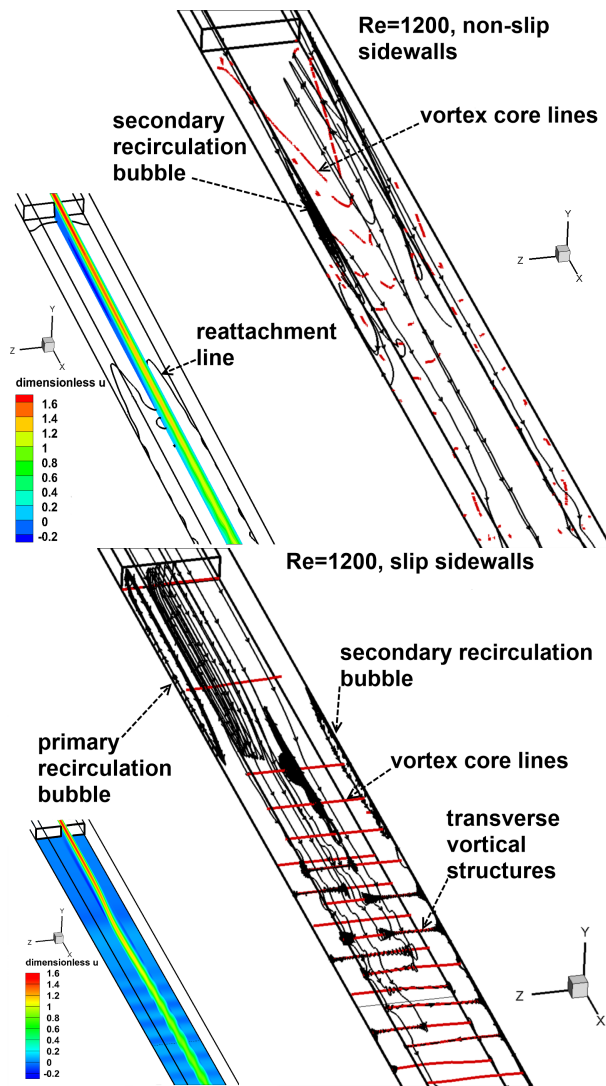 Re=1200, non-slip
sidewalls
vortex core lines
secondary
recirculation
bubble
Y
Z
X
reattachment
line
Y
Z
X
dimensionless u
1.6
1.4
1.2
1
0.8
0.6
0.4
0.2
0
-0.2
Re=1200, slip sidewalls
secondary recirculation
bubble
vortex core lines
primary
recirculation
bubble
transverse
vortical
structures
Y
Z
X
Y
Z
X
dimensionless u
1.6
1.4
1.2
1
0.8
0.6
0.4
0.2
0
-0.2